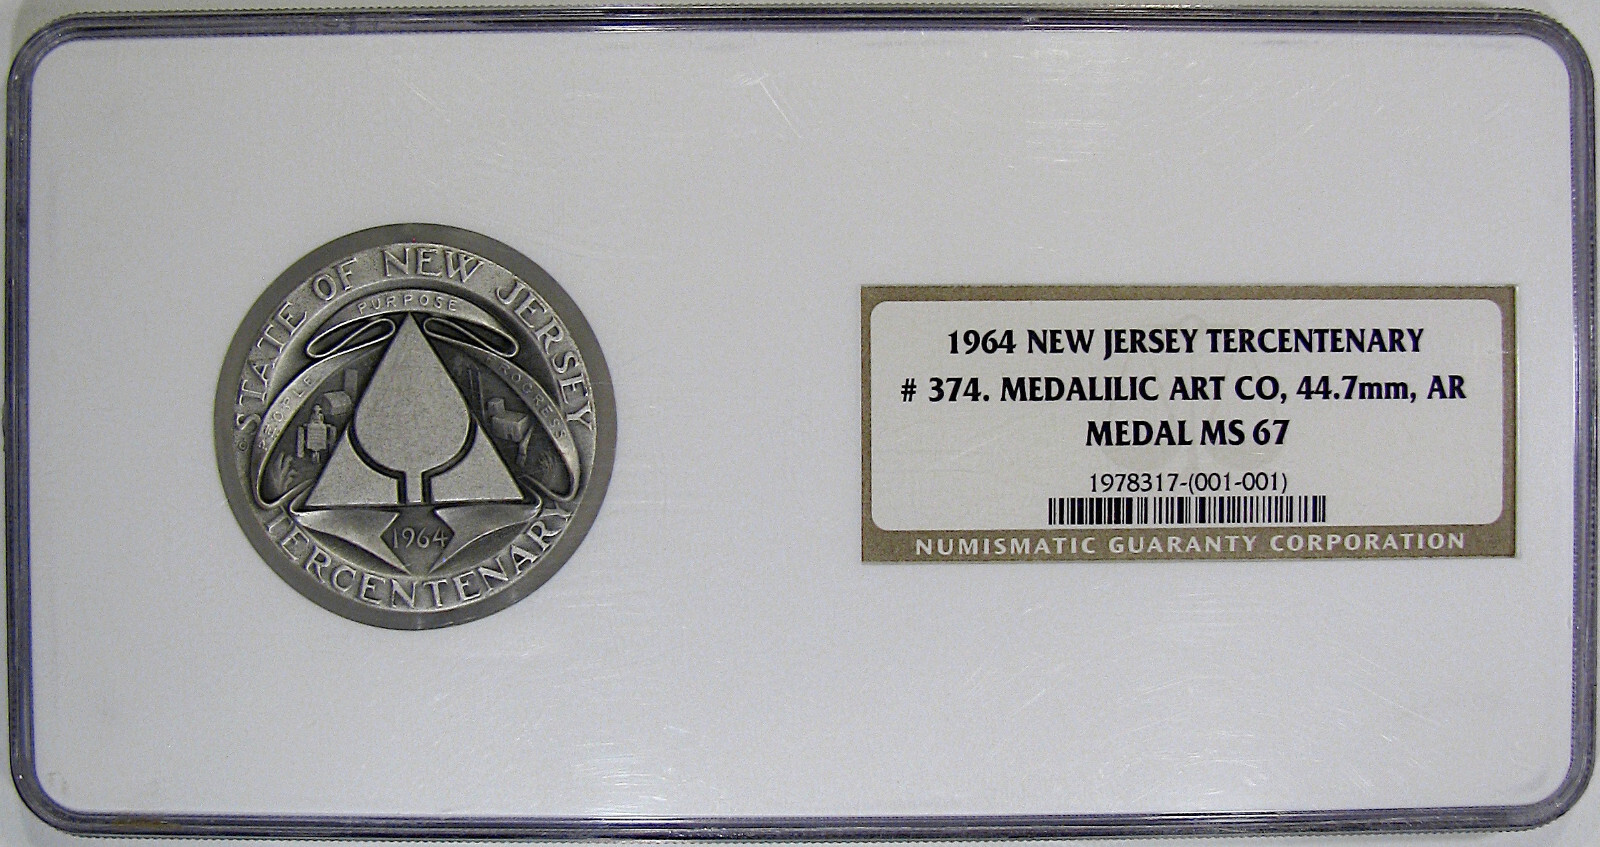 STATE OF NEW JERSEY
PURPOSE
PEOPLE
PROGRESS
1964
TERCENTENARY
1964 NEW JERSEY TERCENTENARY
# 374. MEDALILIC ART CO, 44.7mm, AR
MEDAL MS 67
1978317-(001-001)
NUMISMATIC GUARANTY CORPORATION